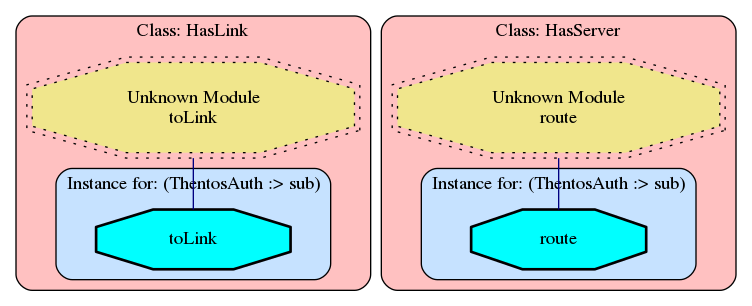 Class: HasLink
Unknown Module
toLink
Instance for: (ThentosAuth :> sub)
toLink
Class: HasServer
Unknown Module
route
Instance for: (ThentosAuth :> sub)
route